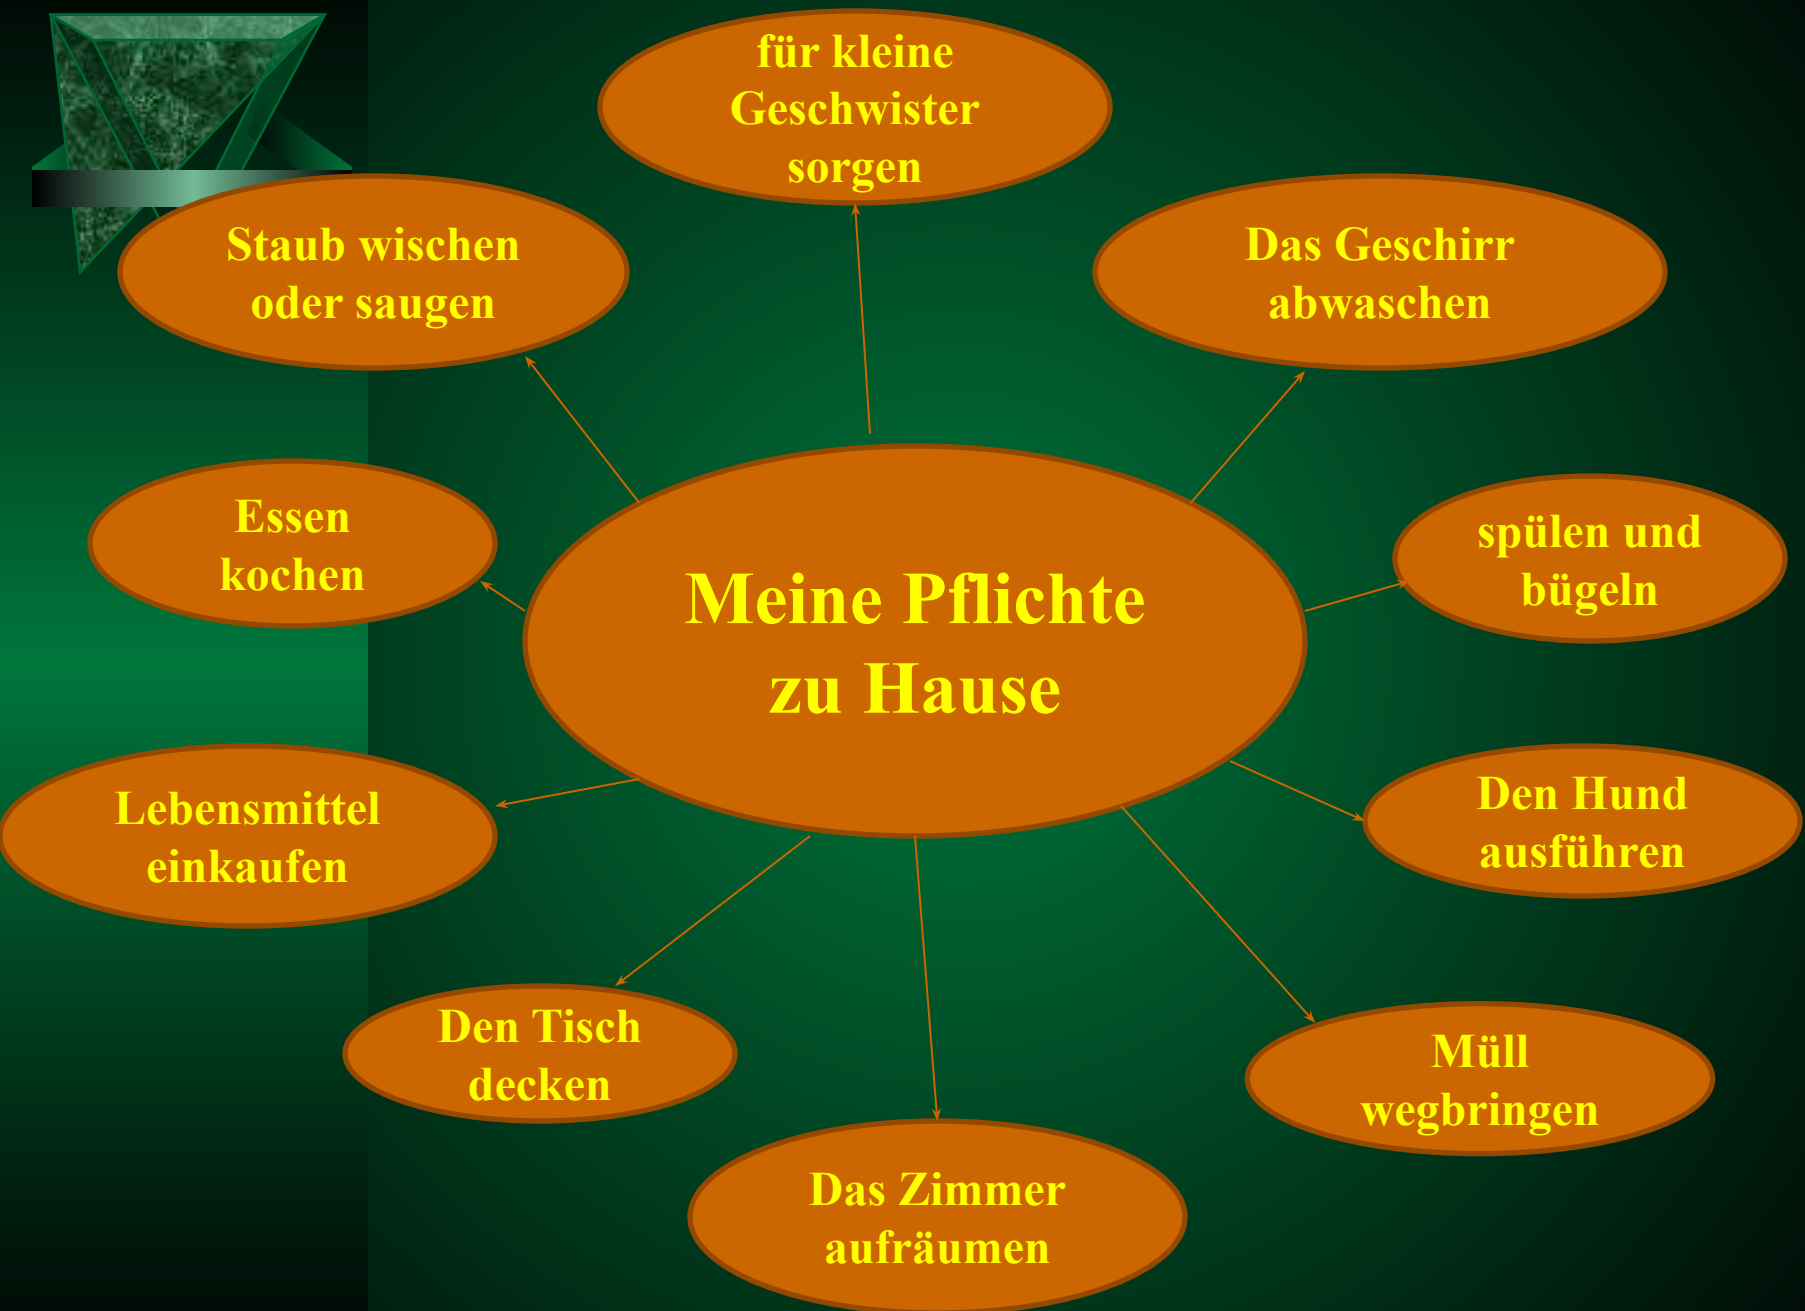 für kleine
Geschwister
sorgen
Staub wischen
oder saugen
Das Geschirr
abwaschen
Essen
kochen
spülen und
bügeln
Meine Pflichte
zu Hause
Lebensmittel
einkaufen
Den Hund
ausführen
Den Tisch
decken
Müll
wegbringen
Das Zimmer
aufräumen